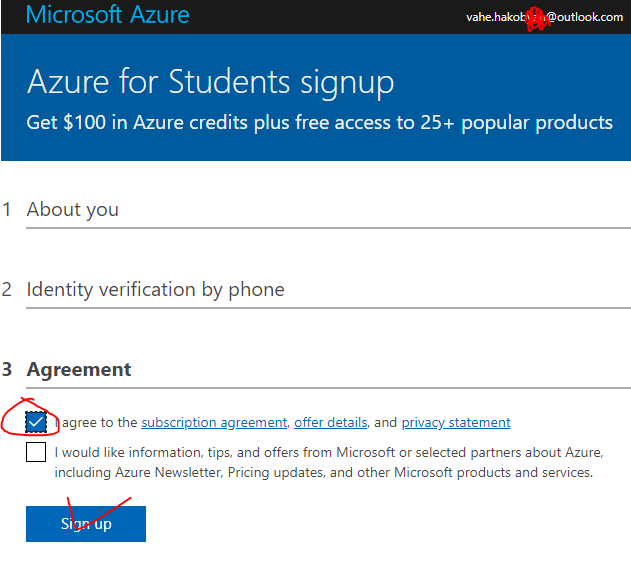 Microsoft Azure
@outlook.com
Azure for Students signup
Get $100 in Azure credits plus free access to 25+ popular products
1 About you
2 Identity verification by phone
3 Agreement
I agree to the subscription agreement, offer details, and privacy statement
I would like information, tips, and offers from Microsoft or selected partners about Azure,
including Azure Newsletter, Pricing updates, and other Microsoft products and services.
Sign up